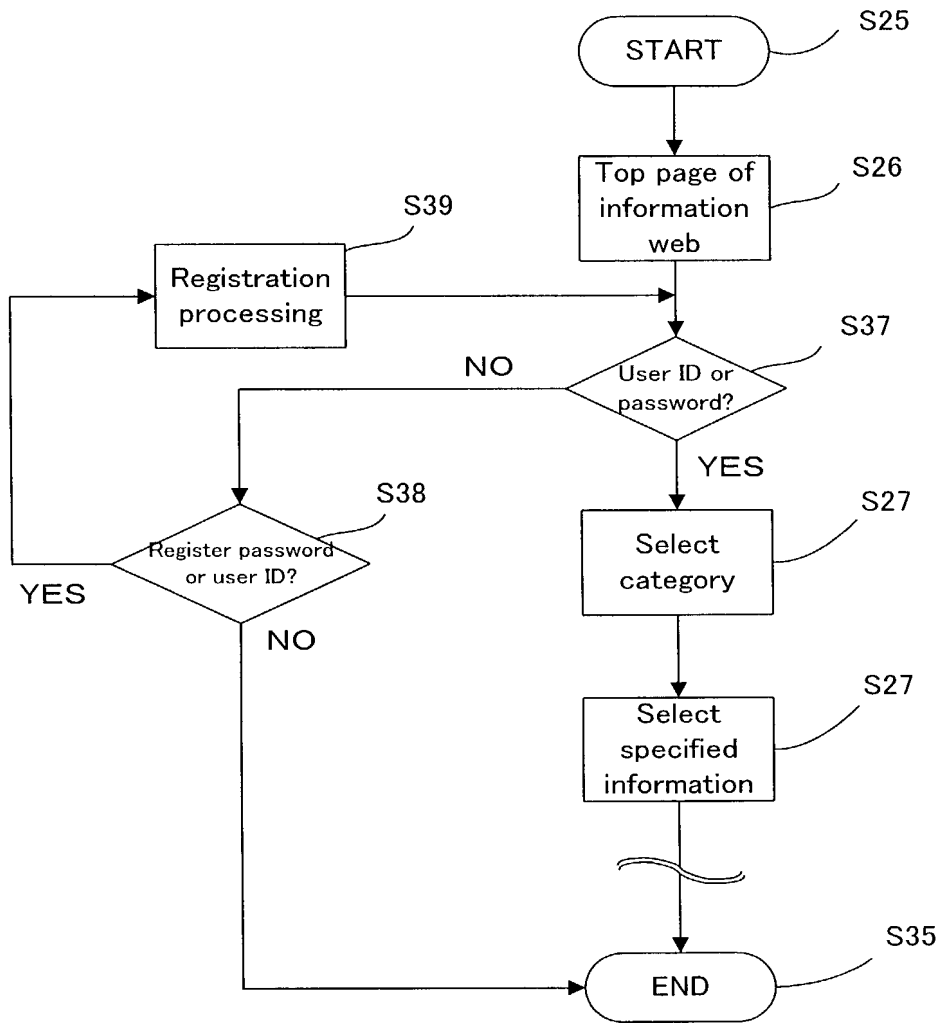 START
S25
Top page of
information
web
S26
S39
Registration
processing
S37
NO
User ID or
password?
YES
S38
Register password
or user ID?
YES
NO
S27
Select
category
S27
Select
specified
information
S35
END